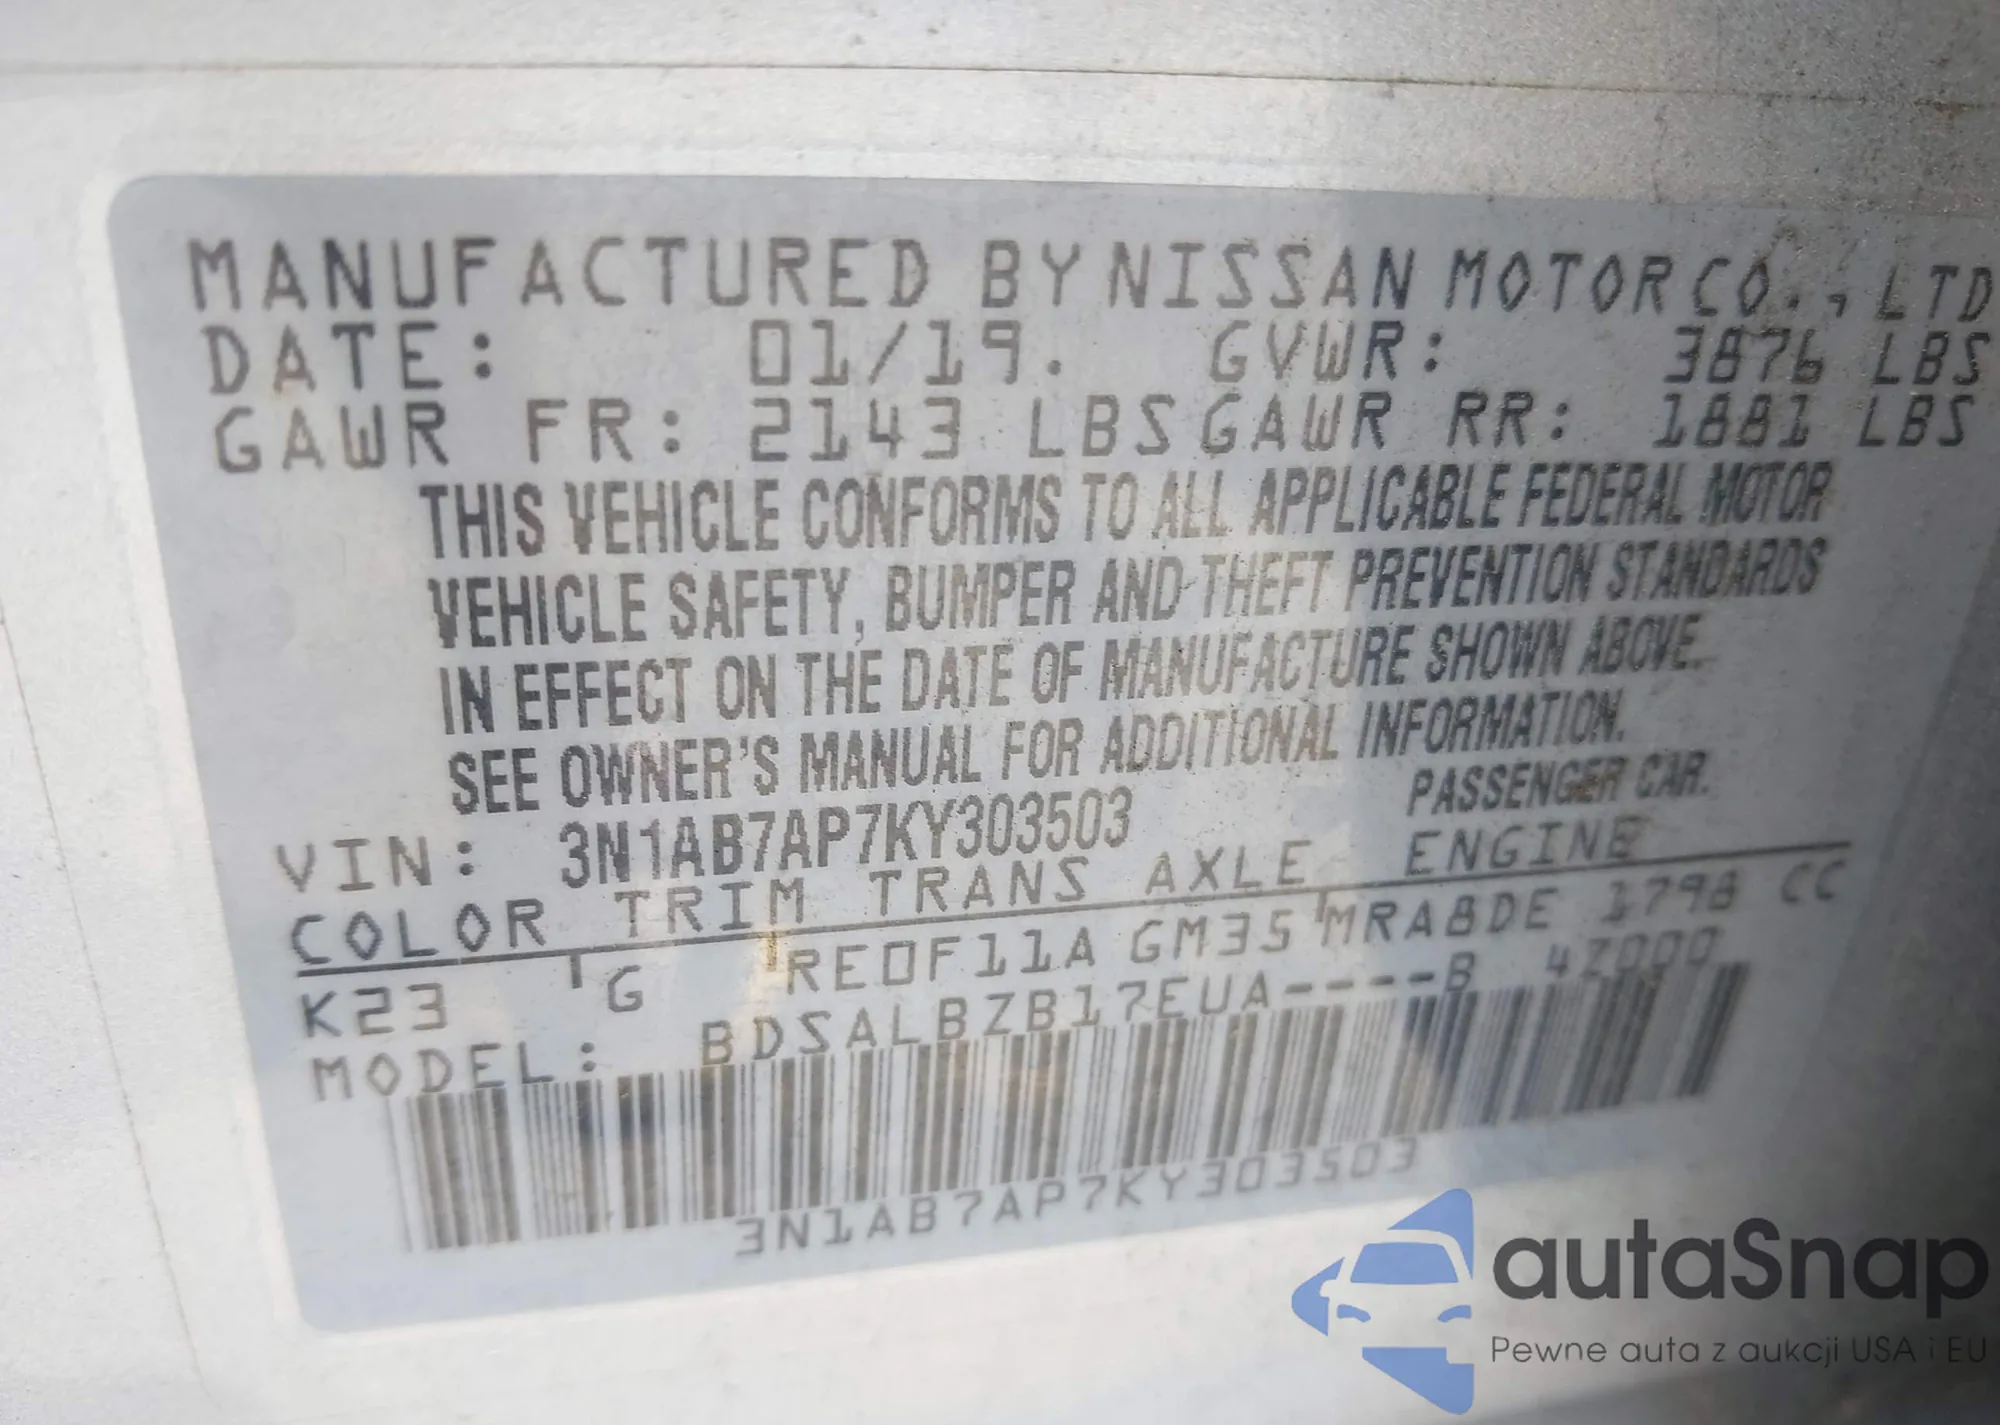 MANUFACTURED BY NISSAN MOTOR CO., LTD
DATE: 01/19. GVWR: 3876 LBS
GAWR FR: 2143 LBS GAWR RR: 1881 LBS
THIS VEHICLE CONFORMS TO ALL APPLICABLE FEDERAL MOTOR
VEHICLE SAFETY, BUMPER AND THEFT PREVENTION STANDARDS
IN EFFECT ON THE DATE OF MANUFACTURE SHOWN ABOVE.
SEE OWNER'S MANUAL FOR ADDITIONAL INFORMATION.
VIN: 3N1AB7AP7KY303503 PASSENGER CAR.
COLOR TRIM TRANS AXLE ENGINE
K23 G RE0F11A GM35 MRA8DE 1798 CC
MODEL: BDSALBZB17EUA----B 4Z000
3N1AB7AP7KY303503
autaSnap
Pewne auta z aukcji USA i EU